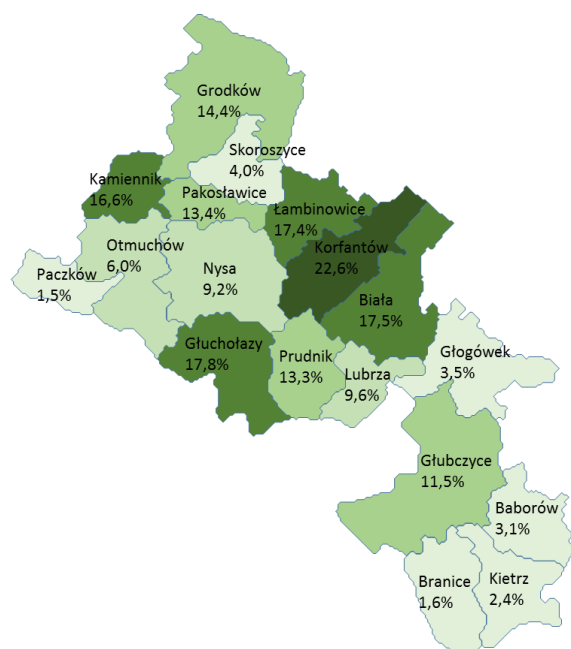 Grodków
14,4%
Skoroszyce
4,0%
Kamiennik
16,6%
Pakosławice
13,4%
Łambinowice
17,4%
Otmuchów
6,0%
Korfantów
22,6%
Paczków
1,5%
Nysa
9,2%
Biała
17,5%
Głuchołazy
17,8%
Prudnik
13,3%
Lubrza
9,6%
Głogówek
3,5%
Głubczyce
11,5%
Baborów
3,1%
Branice
1,6%
Kietrz
2,4%